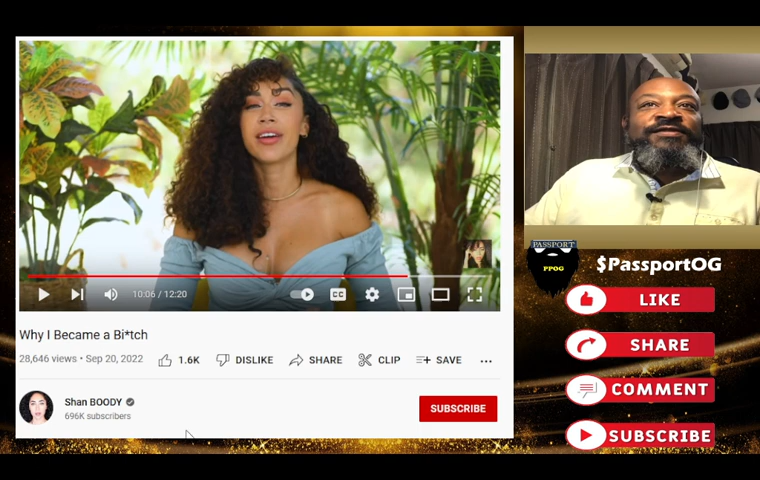 10:06 / 12:20
CC
Why I Became a Bi*tch
28,646 views • Sep 20, 2022
1.6K
DISLIKE
SHARE
CLIP
SAVE
Shan BOODY
696K subscribers
SUBSCRIBE
PASSPORT
PPOG
$PassportOG
LIKE
SHARE
COMMENT
SUBSCRIBE